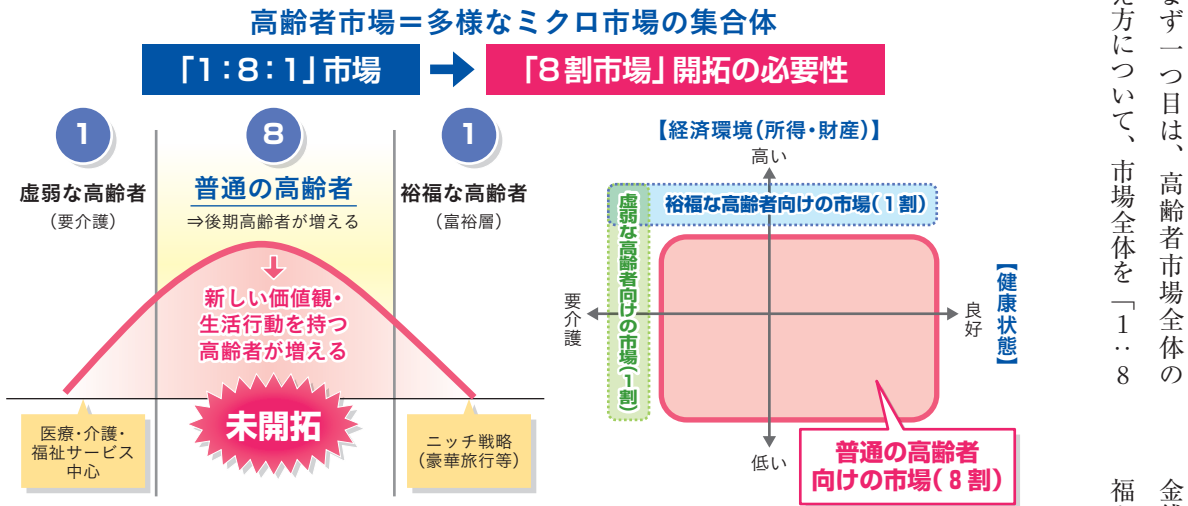 高齢者市場＝多様なミクロ市場の集合体
「1：8：1」市場
「8割市場」開拓の必要性
1
虚弱な高齢者
（要介護）
8
普通の高齢者
⇒後期高齢者が増える
1
裕福な高齢者
（富裕層）
新しい価値観・
生活行動を持つ
高齢者が増える
未開拓
医療・介護・
福祉サービス
中心
ニッチ戦略
（豪華旅行等）
【経済環境（所得・財産）】
高い
裕福な高齢者向けの市場（1割）
虚弱な高齢者向けの市場（1割）
要介護
良好
【健康状態】
低い
普通の高齢者
向けの市場（8割）
まず一つ目は、高齢者市場全体の
え方について、市場全体を「1：8
金
福